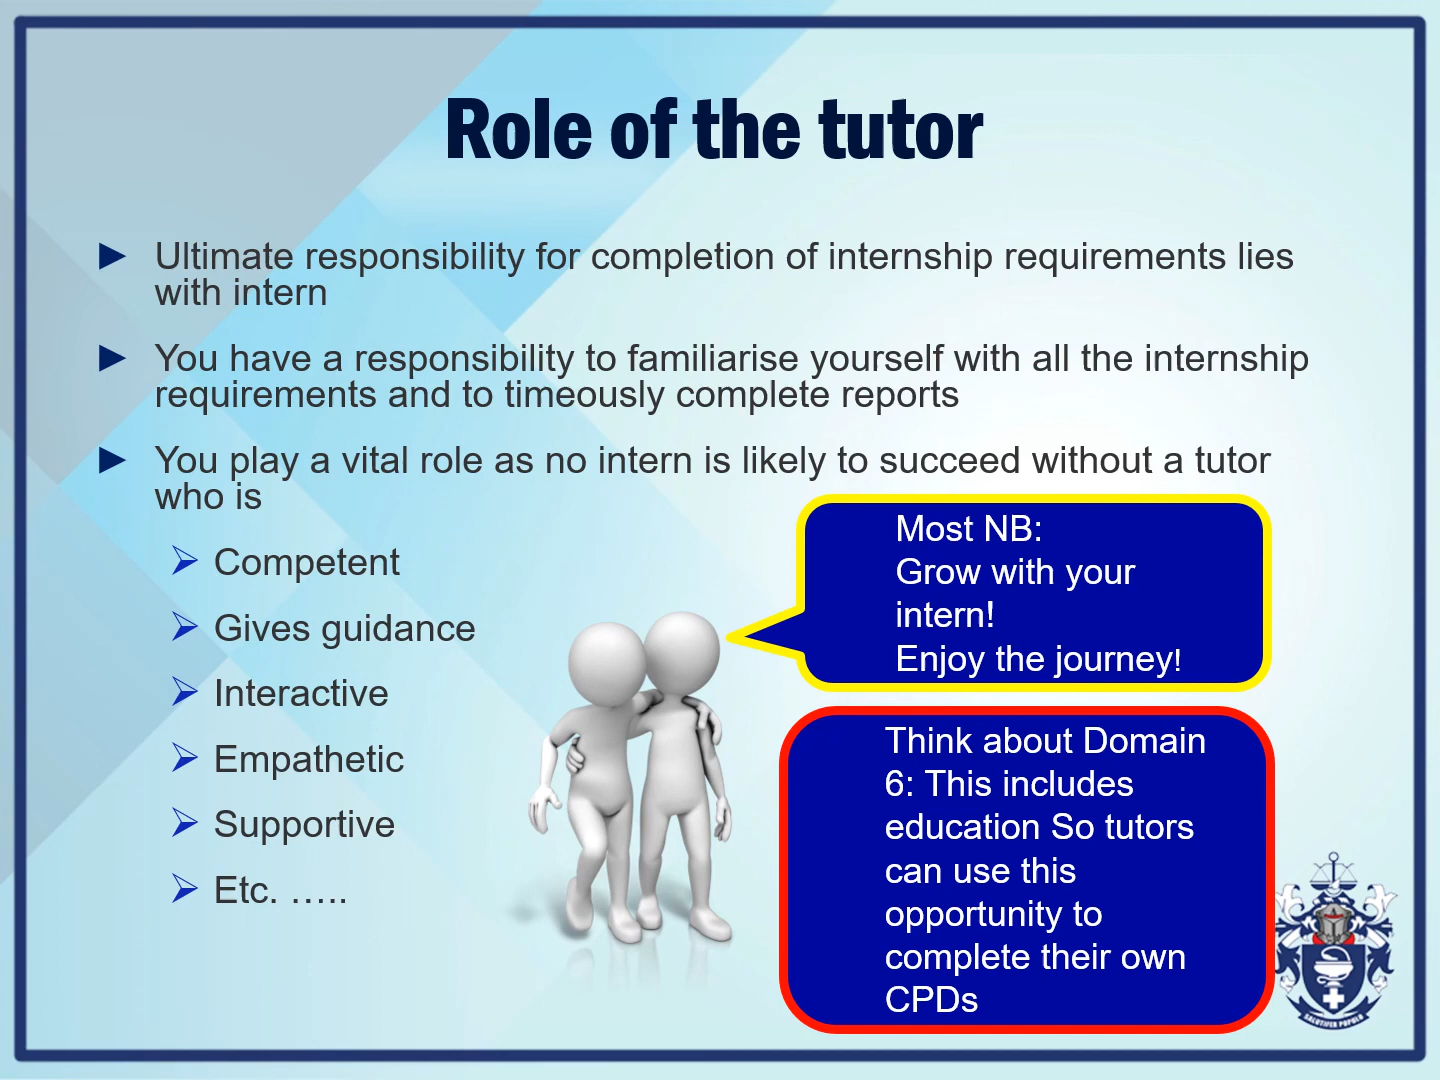 Role of the tutor
Ultimate responsibility for completion of internship requirements lies
with intern
You have a responsibility to familiarise yourself with all the internship
requirements and to timeously complete reports
You play a vital role as no intern is likely to succeed without a tutor
who is
Competent
Gives guidance
Interactive
Empathetic
Supportive
Etc. …..
Most NB:
Grow with your
intern!
Enjoy the journey!
Think about Domain
6: This includes
education So tutors
can use this
opportunity to
complete their own
CPDs
SALUTIFER POPULO